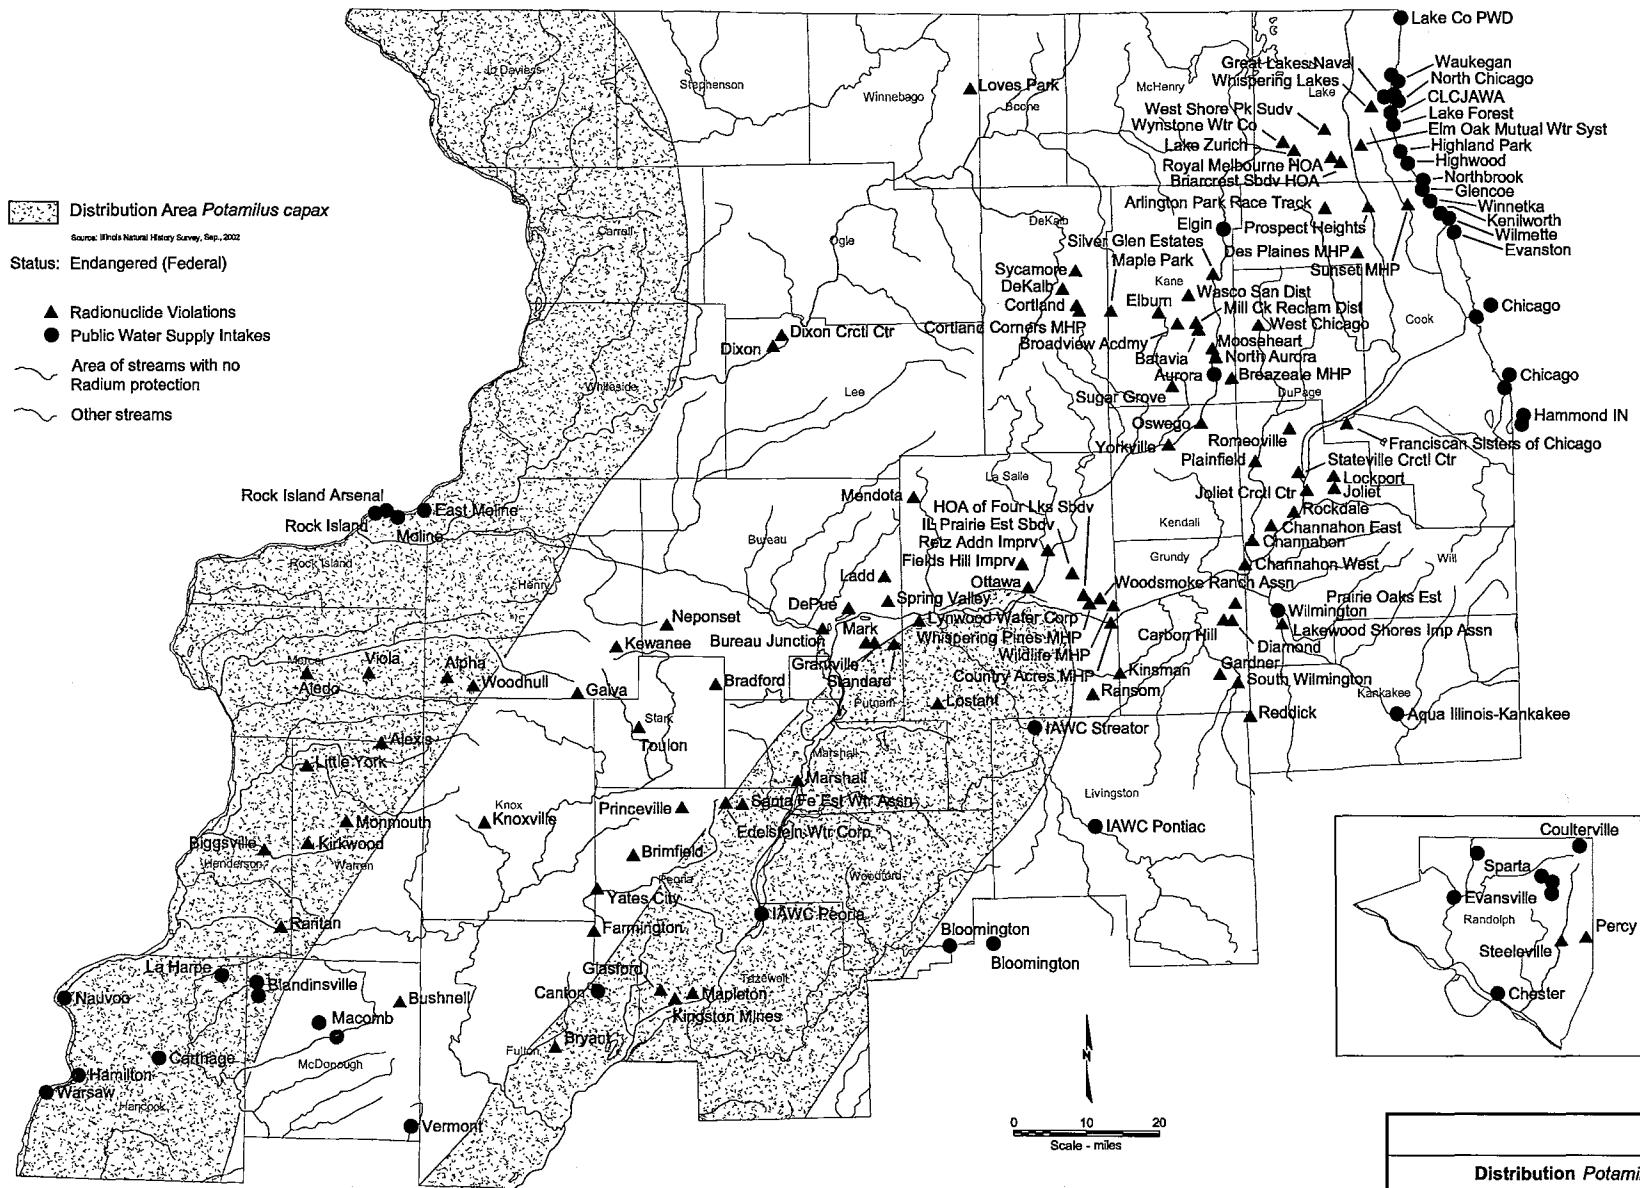 Lake Co PWD
Great Lakes Naval
Waukegan
Whispering Lakes
North Chicago
CLCJAWA
Lake Forest
Elm Oak Mutual Wtr Syst
Highland Park
Highwood
Northbrook
Glencoe
Winnetka
Kenilworth
Wilmette
Evanston
Jo Daviess
Stephenson
Winnebago
Loves Park
Boone
McHenry
Lake
West Shore Pk Sudv
Wynstone Wtr Co
Lake Zurich
Royal Melbourne HOA
Briarcrest Sbdv HOA
Arlington Park Race Track
Elgin
Prospect Heights
Des Plaines MHP
Sunset MHP
Distribution Area Potamilus capax
Source: Illinois Natural History Survey, Sep., 2002
Status: Endangered (Federal)
Radionuclide Violations
Public Water Supply Intakes
Area of streams with no
Radium protection
Other streams
Carroll
Ogle
DeKalb
Silver Glen Estates
Maple Park
Sycamore
DeKalb
Cortland
Cortland Corners MHP
Kane
Elburn
Wasco San Dist
Mill Ck Reclam Dist
West Chicago
Broadview Acdmy
Mooseheart
Batavia
North Aurora
Aurora
Breazeale MHP
Sugar Grove
DuPage
Cook
Chicago
Chicago
Hammond IN
Dixon Crctl Ctr
Dixon
Whiteside
Lee
Oswego
Yorkville
Romeoville
Plainfield
Franciscan Sisters of Chicago
Stateville Crctl Ctr
Lockport
Joliet Crctl Ctr
Joliet
Rockdale
Channahon East
Channahon
Channahon West
Rock Island Arsenal
East Moline
Rock Island
Moline
Rock Island
Henry
Bureau
Mendota
La Salle
HOA of Four Lks Sbdv
IL Prairie Est Sbdv
Retz Addn Imprv
Fields Hill Imprv
Kendall
Grundy
Will
Ladd
Ottawa
Woodsmoke Ranch Assn
Prairie Oaks Est
DePue
Spring Valley
Wilmington
Neponset
Lynwood Water Corp
Lakewood Shores Imp Assn
Bureau Junction
Mark
Whispering Pines MHP
Carbon Hill
Diamond
Kewanee
Wildlife MHP
Grantville
Standard
Country Acres MHP
Kinsman
Gardner
South Wilmington
Mercer
Viola
Alpha
Aledo
Woodhull
Galva
Bradford
Putnam
Lostant
Ransom
Kankakee
Reddick
Aqua Illinois-Kankakee
Stark
Toulon
IAWC Streator
Alexis
Little York
Marshall
Marshall
Livingston
Knox
Knoxville
Princeville
Santa Fe Est Wtr Assn
Edelstein Wtr Corp
IAWC Pontiac
Monmouth
Biggsville
Kirkwood
Henderson
Warren
Brimfield
Peoria
Woodford
Yates City
IAWC Peoria
Raritan
Farmington
Bloomington
Bloomington
La Harpe
Blandinsville
Glasford
Tazewell
Nauvoo
Bushnell
Canton
Mapleton
Kingston Mines
Macomb
Carthage
McDonough
Fulton
Bryant
Hamilton
Warsaw
Hancock
Vermont
N
0 10 20
Scale - miles
Coulterville
Sparta
Evansville
Randolph
Percy
Steeleville
Chester
Distribution Potami